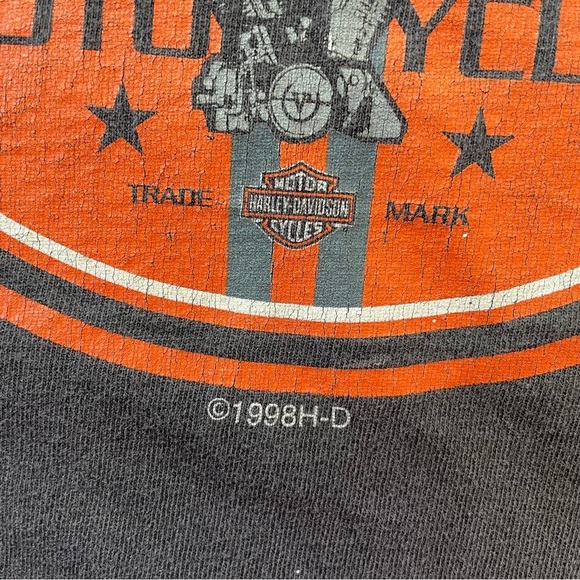 TRADE MARK
MOTOR
HARLEY-DAVIDSON
CYCLES
©1998H-D